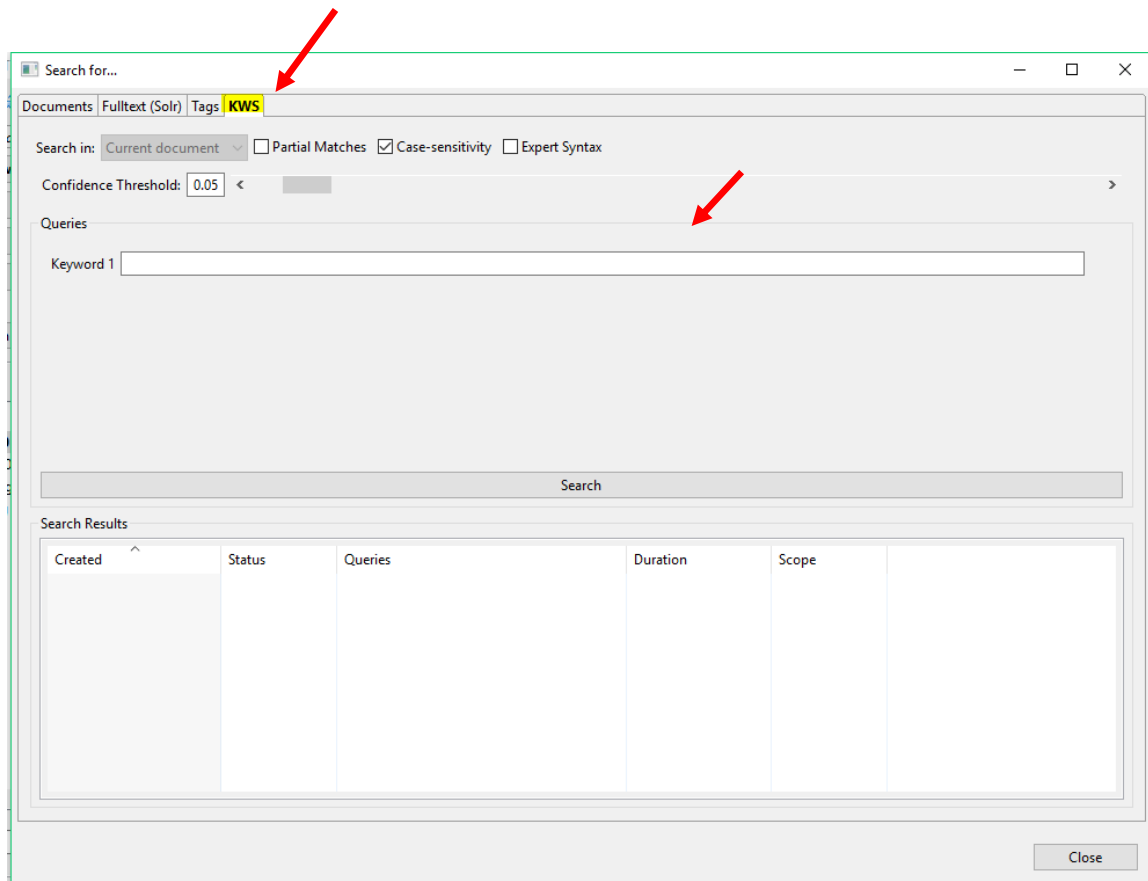 Search for...
Documents Fulltext (Solr) Tags KWS
Search in: Current document Partial Matches Case-sensitivity Expert Syntax
Confidence Threshold: 0.05
Queries
Keyword 1
Search
Search Results
Created Status Queries Duration Scope
Close